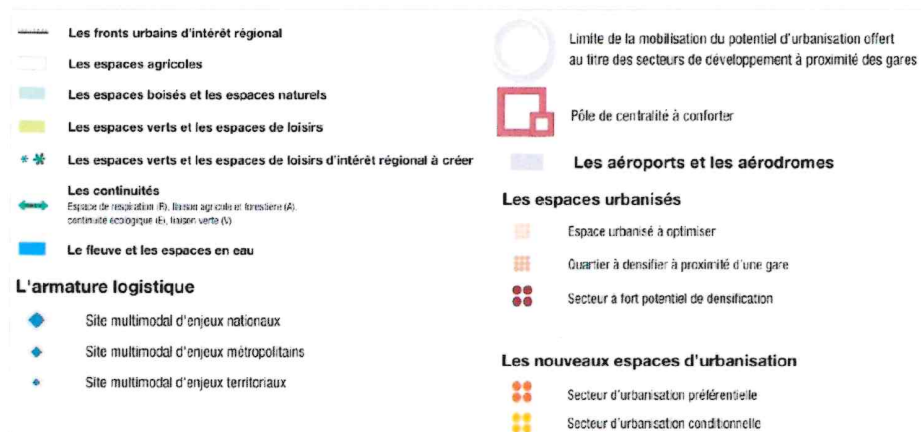 Les fronts urbains d'intérêt régional
Les espaces agricoles
Les espaces boisés et les espaces naturels
Les espaces verts et les espaces de loisirs
Les espaces verts et les espaces de loisirs d'intérêt régional à créer
Les continuités
Espace de respiration (R), liaison agricole et forestière (A),
continuité écologique (E), liaison verte (V)
Le fleuve et les espaces en eau
L'armature logistique
Site multimodal d'enjeux nationaux
Site multimodal d'enjeux métropolitains
Site multimodal d'enjeux territoriaux
Limite de la mobilisation du potentiel d'urbanisation offert
au titre des secteurs de développement à proximité des gares
Pôle de centralité à conforter
Les aéroports et les aérodromes
Les espaces urbanisés
Espace urbanisé à optimiser
Quartier à densifier à proximité d'une gare
Secteur à fort potentiel de densification
Les nouveaux espaces d'urbanisation
Secteur d'urbanisation préférentielle
Secteur d'urbanisation conditionnelle